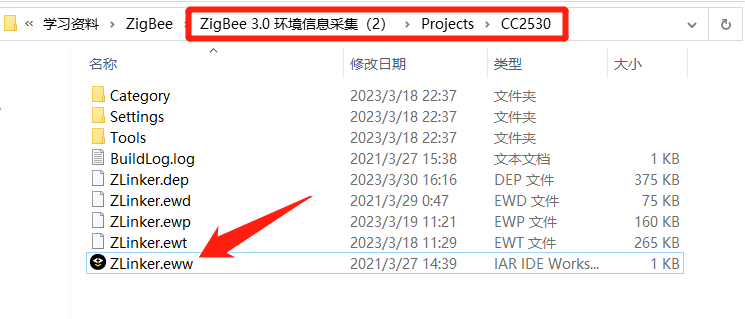 « 学习资料 › ZigBee › ZigBee 3.0 环境信息采集（2） › Projects › CC2530
名称 修改日期 类型 大小
Category 2023/3/18 22:37 文件夹
Settings 2023/3/18 22:37 文件夹
Tools 2023/3/18 22:37 文件夹
BuildLog.log 2021/3/27 15:38 文本文档 1 KB
ZLinker.dep 2023/3/30 16:16 DEP 文件 375 KB
ZLinker.ewd 2021/3/29 0:47 EWD 文件 75 KB
ZLinker.ewp 2023/3/19 11:21 EWP 文件 160 KB
ZLinker.ewt 2023/3/18 11:29 EWT 文件 265 KB
ZLinker.eww 2021/3/27 14:39 IAR IDE Works... 1 KB